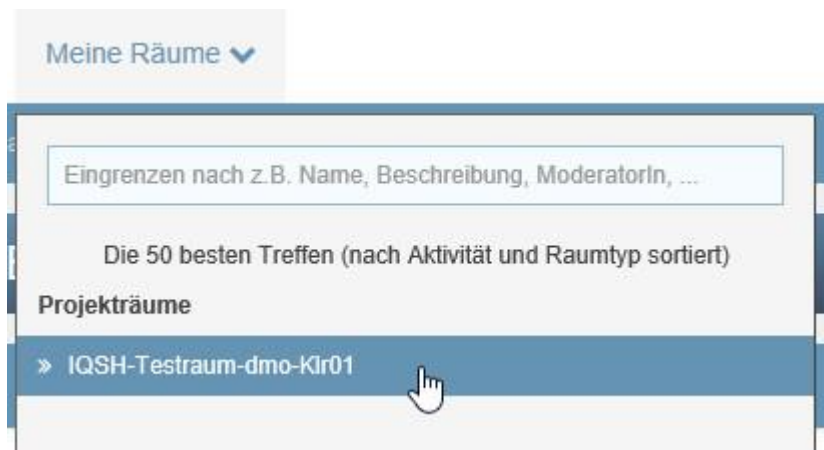 Meine Räume
Eingrenzen nach z.B. Name, Beschreibung, ModeratorIn, ...
Die 50 besten Treffen (nach Aktivität und Raumtyp sortiert)
Projekträume
» IQSH-Testraum-dmo-Klr01